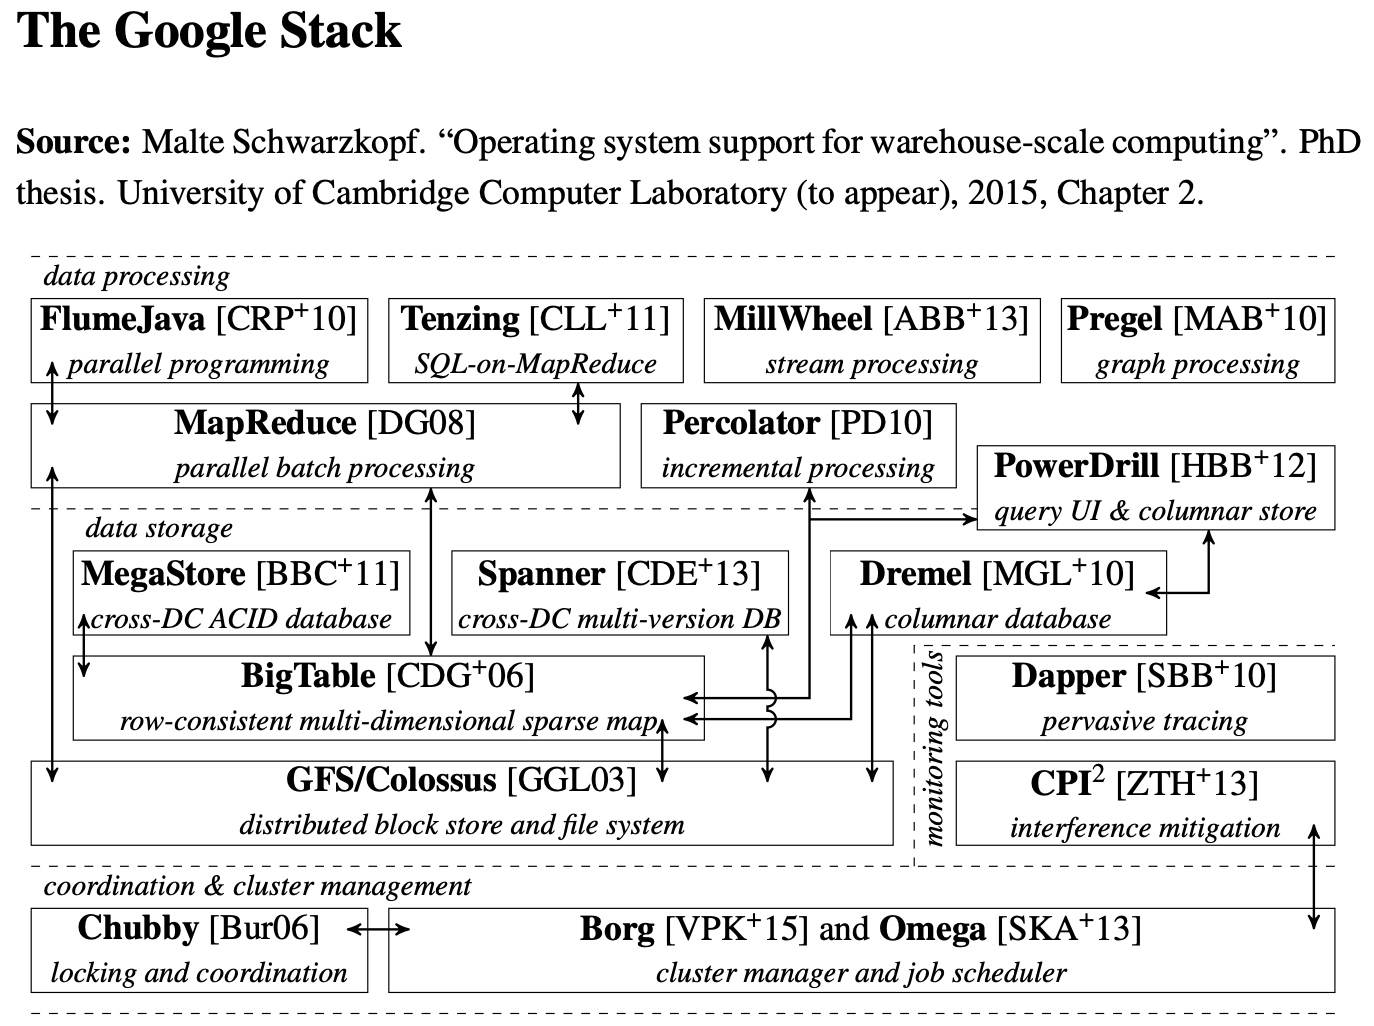 The Google Stack
Source: Malte Schwarzkopf. “Operating system support for warehouse-scale computing”. PhD
thesis. University of Cambridge Computer Laboratory (to appear), 2015, Chapter 2.
data processing
FlumeJava [CRP+10]
parallel programming
Tenzing [CLL+11]
SQL-on-MapReduce
MillWheel [ABB+13]
stream processing
Pregel [MAB+10]
graph processing
MapReduce [DG08]
parallel batch processing
Percolator [PD10]
incremental processing
PowerDrill [HBB+12]
query UI & columnar store
data storage
MegaStore [BBC+11]
cross-DC ACID database
Spanner [CDE+13]
cross-DC multi-version DB
Dremel [MGL+10]
columnar database
BigTable [CDG+06]
row-consistent multi-dimensional sparse map
monitoring tools
Dapper [SBB+10]
pervasive tracing
GFS/Colossus [GGL03]
distributed block store and file system
CPI2 [ZTH+13]
interference mitigation
coordination & cluster management
Chubby [Bur06]
locking and coordination
Borg [VPK+15] and Omega [SKA+13]
cluster manager and job scheduler